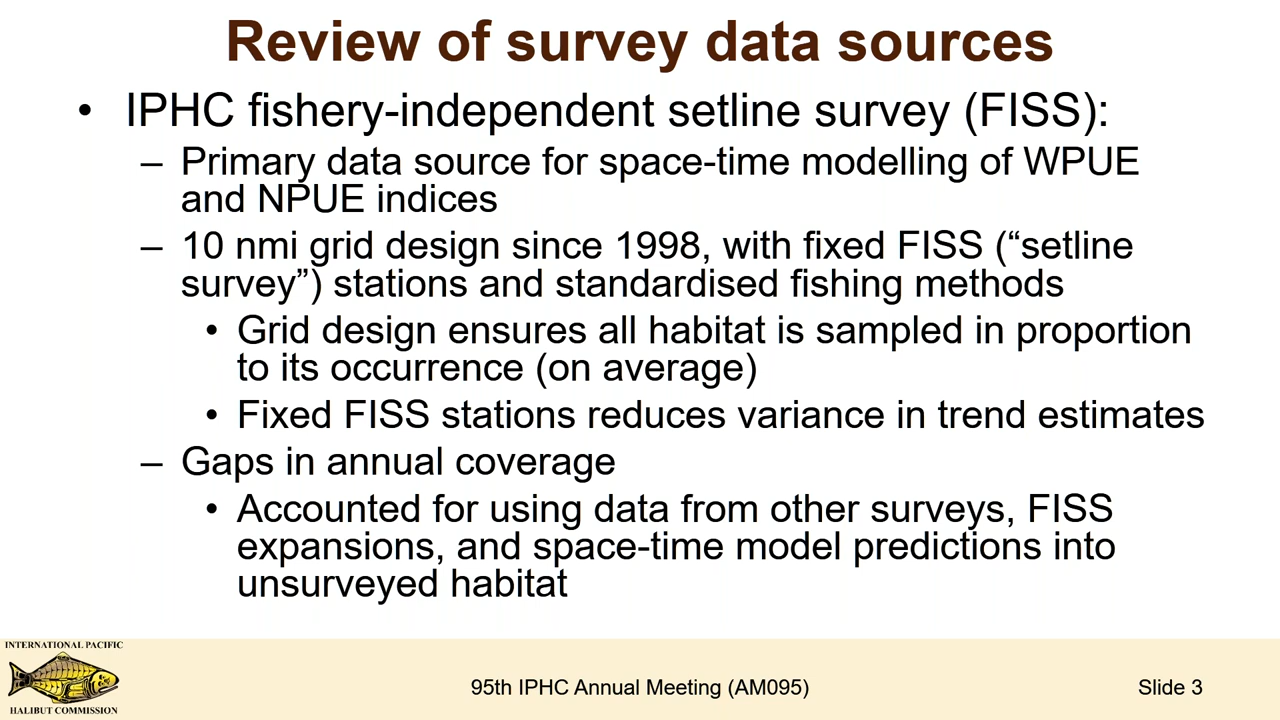 Review of survey data sources
• IPHC fishery-independent setline survey (FISS):
– Primary data source for space-time modelling of WPUE
and NPUE indices
– 10 nmi grid design since 1998, with fixed FISS (“setline
survey”) stations and standardised fishing methods
• Grid design ensures all habitat is sampled in proportion
to its occurrence (on average)
• Fixed FISS stations reduces variance in trend estimates
– Gaps in annual coverage
• Accounted for using data from other surveys, FISS
expansions, and space-time model predictions into
unsurveyed habitat
INTERNATIONAL PACIFIC
HALIBUT COMMISSION
95th IPHC Annual Meeting (AM095)
Slide 3